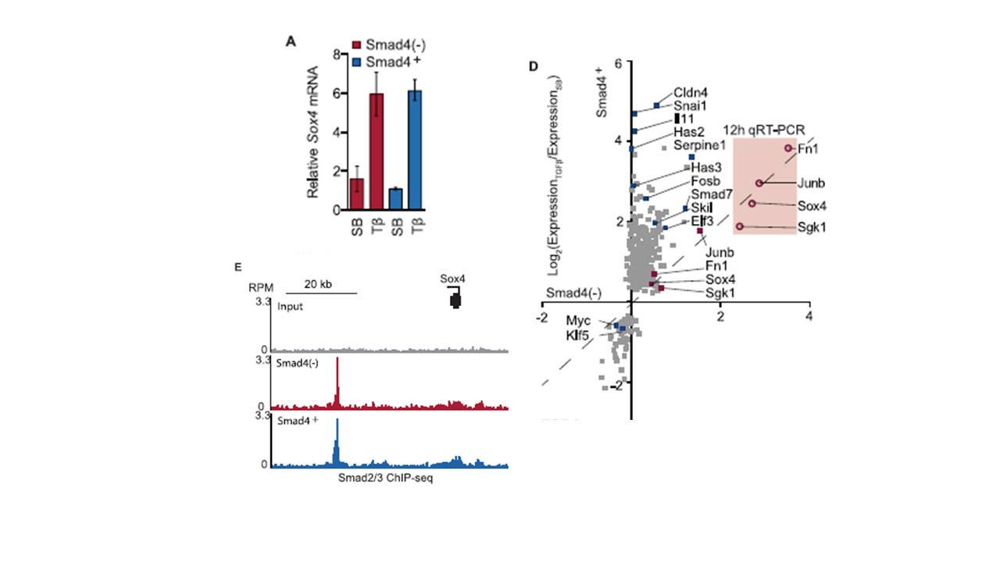 A
Smad4(-)
Smad4 +
Relative Sox4 mRNA
8
6
4
2
0
SB
Tβ
SB
Tβ
D
Log2(ExpressionTGFβ/ExpressionSB)
Smad4+
6
4
2
-2
Cldn4
Snai1
Il11
Has2
Serpine1
Has3
Fosb
Smad7
Skil
Elf3
12h qRT-PCR
Fn1
Junb
Sox4
Sgk1
Junb
Fn1
Sox4
Sgk1
Smad4(-)
-2
2
4
Myc
Klf5
E
RPM
20 kb
Sox4
3.3
Input
0
3.3
Smad4(-)
0
3.3
Smad4 +
0
Smad2/3 ChIP-seq